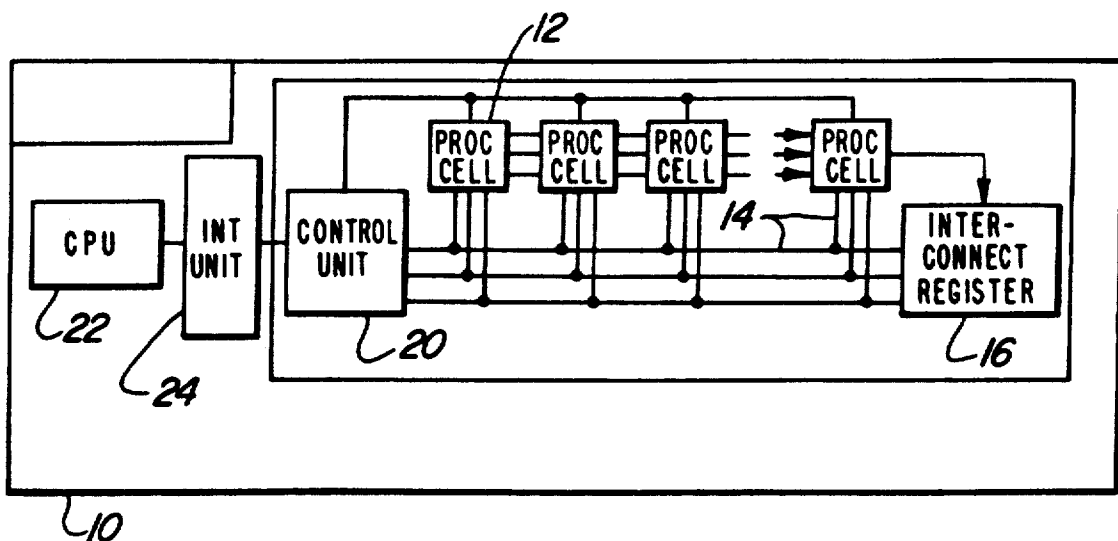 12
PROC CELL
PROC CELL
PROC CELL
PROC CELL
14
CPU
INT UNIT
CONTROL UNIT
INTER-
CONNECT
REGISTER
22
24
20
16
10